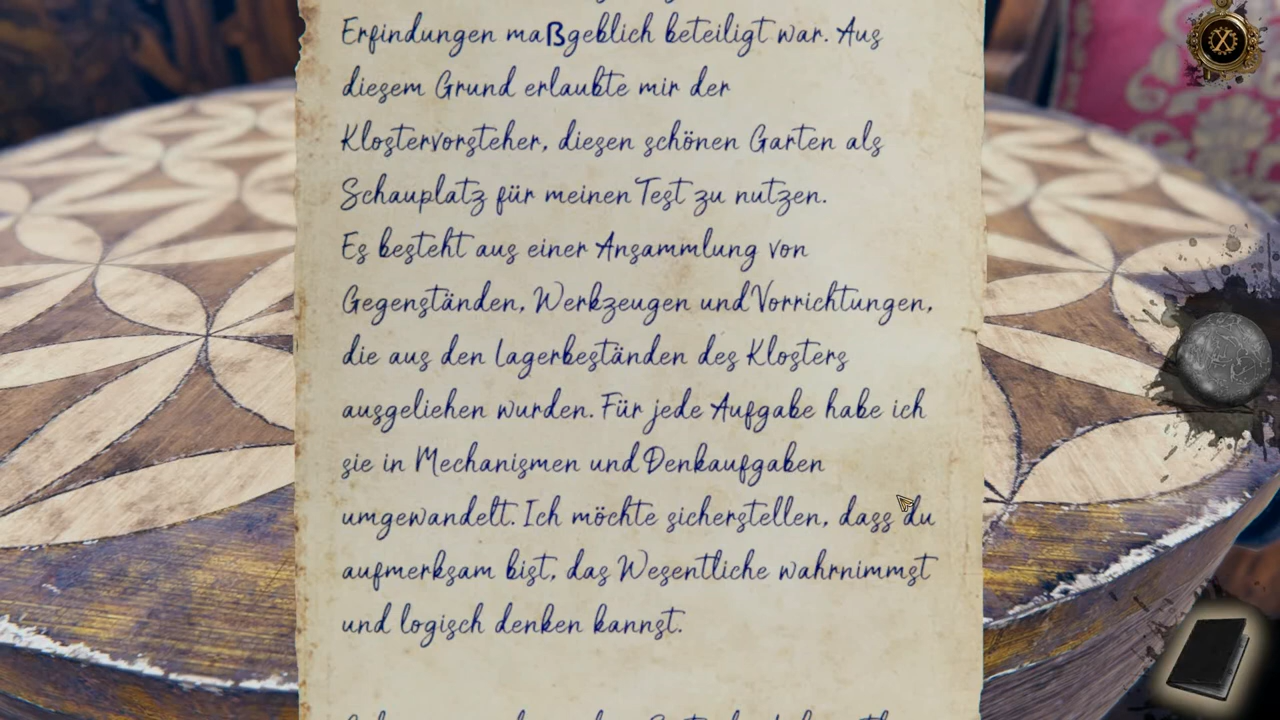 Erfindungen maßgeblich beteiligt war. Aus
diesem Grund erlaubte mir der
Klostervorsteher, diesen schönen Garten als
Schauplatz für meinen Test zu nutzen.
Es besteht aus einer Ansammlung von
Gegenständen, Werkzeugen und Vorrichtungen,
die aus den Lagerbeständen des Klosters
ausgeliehen wurden. Für jede Aufgabe habe ich
sie in Mechanismen und Denkaufgaben
umgewandelt. Ich möchte sicherstellen, dass du
aufmerksam bist, das Wesentliche wahrnimmst
und logisch denken kannst.